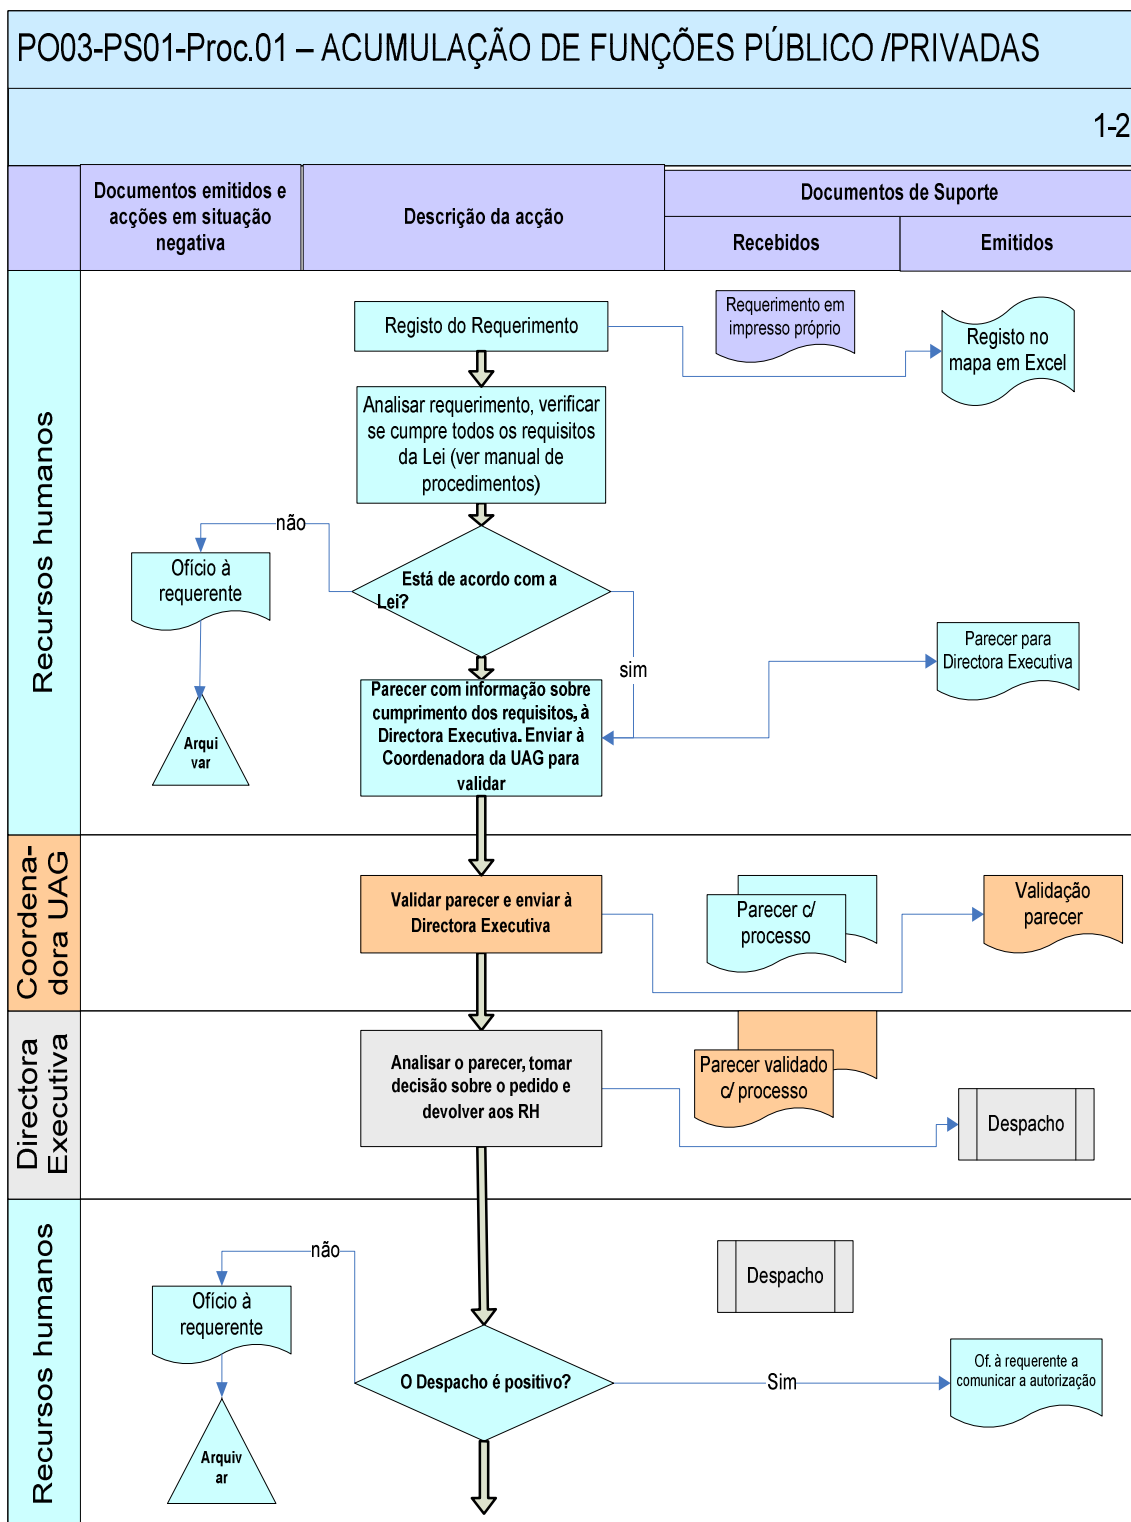 PO03-PS01-Proc.01 – ACUMULAÇÃO DE FUNÇÕES PÚBLICO /PRIVADAS
1-2
Documentos emitidos e
acções em situação
negativa
Descrição da acção
Documentos de Suporte
Recebidos
Emitidos
Recursos humanos
Registo do Requerimento
Requerimento em
impresso próprio
Registo no
mapa em Excel
Analisar requerimento, verificar
se cumpre todos os requisitos
da Lei (ver manual de
procedimentos)
não
Ofício à
requerente
Está de acordo com a
Lei?
sim
Arqui
var
Parecer para
Directora Executiva
Parecer com informação sobre
cumprimento dos requisitos, à
Directora Executiva. Enviar à
Coordenadora da UAG para
validar
Coordena-
dora UAG
Validar parecer e enviar à
Directora Executiva
Parecer c/
processo
Validação
parecer
Directora
Executiva
Analisar o parecer, tomar
decisão sobre o pedido e
devolver aos RH
Parecer validado
c/ processo
Despacho
Recursos humanos
não
Ofício à
requerente
Despacho
O Despacho é positivo?
Sim
Of. à requerente a
comunicar a autorização
Arquiv
ar